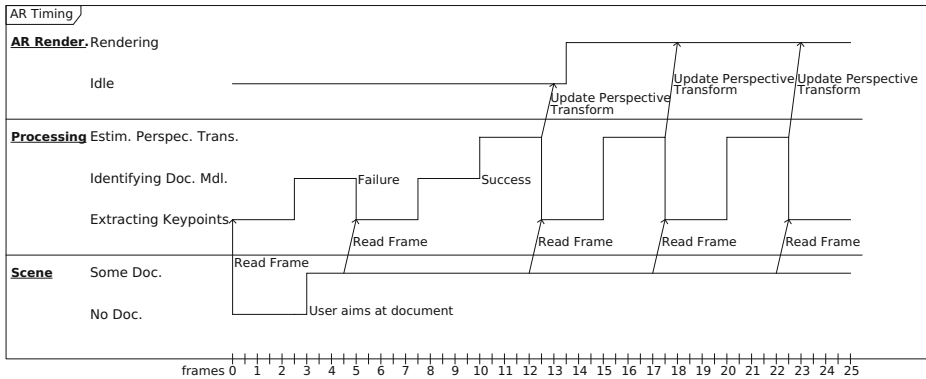 AR Timing
AR Render. Rendering
Idle
Update Perspective Transform
Update Perspective Transform
Update Perspective Transform
Processing Estim. Perspec. Trans.
Identifying Doc. Mdl.
Failure
Success
Extracting Keypoints
Read Frame
Read Frame
Read Frame
Read Frame
Read Frame
Scene Some Doc.
No Doc.
User aims at document
frames 0 1 2 3 4 5 6 7 8 9 10 11 12 13 14 15 16 17 18 19 20 21 22 23 24 25